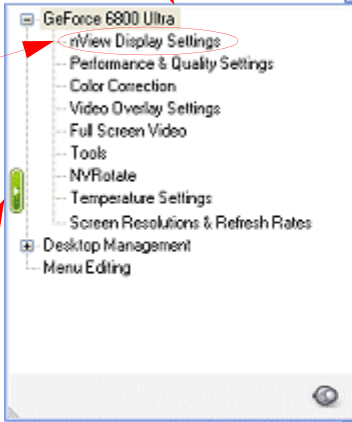 GeForce 6800 Ultra
nView Display Settings
Performance & Quality Settings
Color Correction
Video Overlay Settings
Full Screen Video
Tools
NVRotate
Temperature Settings
Screen Resolutions & Refresh Rates
Desktop Management
Menu Editing